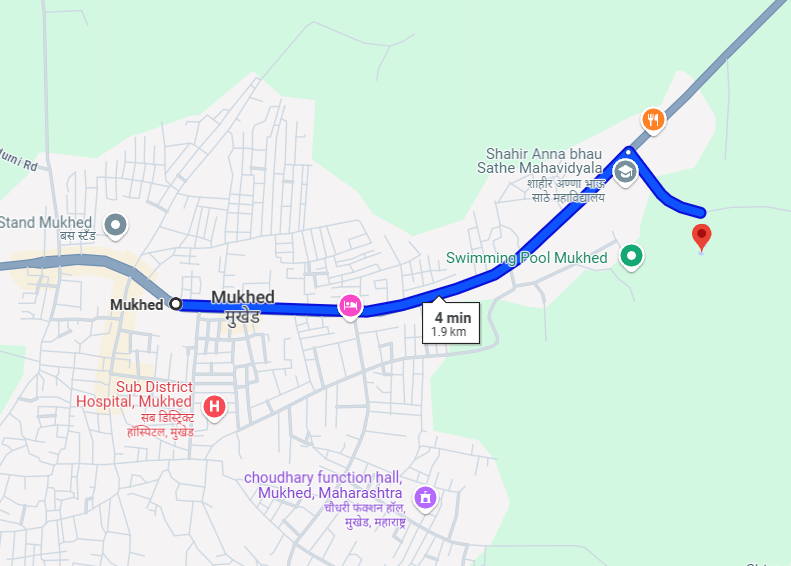 Shahir Anna bhau
Sathe Mahavidyala
शाहीर अण्णा भाऊ
साठे महाविद्यालय
Stand Mukhed
बस स्टँड
Swimming Pool Mukhed
Mukhed
Mukhed
मुखेड
4 min
1.9 km
Sub District
Hospital, Mukhed
सब डिस्ट्रिक्ट
हॉस्पिटल, मुखेड
H
choudhary function hall,
Mukhed, Maharashtra
चौधरी फंक्शन हॉल,
मुखेड, महाराष्ट्र